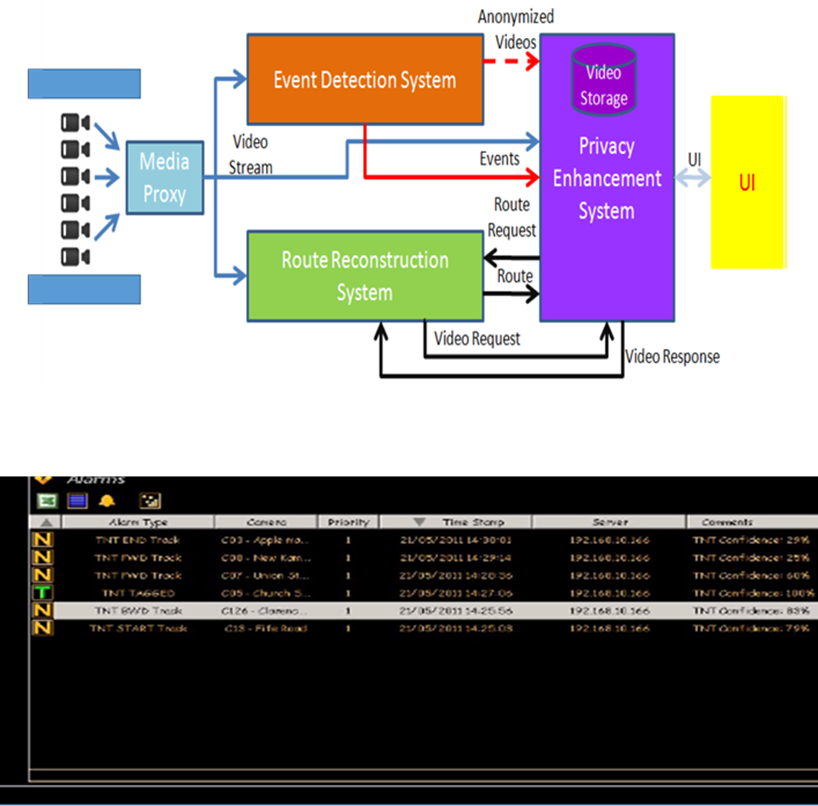 Anonymized
Videos
Event Detection System
Video
Storage
Video
Stream
Media
Proxy
Events
Privacy
Enhancement
System
UI
UI
Route
Request
Route Reconstruction
System
Route
Video Request
Video Response
Alarms
Alarm Type Camera Priority Time Stamp Server Comments
N TNT END Track C03 - Apple ma... 1 21/05/2011 14:30:01 192.168.10.166 TNT Confidence: 29%
N TNT FWD Track C08 - New Kam... 1 21/05/2011 14:29:14 192.168.10.166 TNT Confidence: 25%
N TNT FWD Track C07 - Union St... 1 21/05/2011 192.168.10.166 TNT Confidence: 60%
T TNT TAGGED C05 - Church S... 1 21/05/2011 14:27:06 192.168.10.166 TNT Confidence: 100%
N TNT BWD Track C126 - Clarenc... 1 21/05/2011 14:25:56 192.168.10.166 TNT Confidence: 83%
N TNT START Track C13 - Fife Road 1 21/05/2011 14:25:03 192.168.10.166 TNT Confidence: 79%